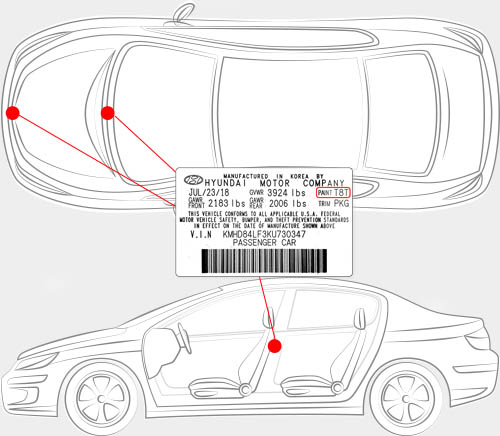 MANUFACTURED IN KOREA BY
HYUNDAI MOTOR COMPANY
JUL/23/18 GVWR 3924 lbs PAINT T8T
GAWR FRONT 2183 lbs GAWR REAR 2006 lbs TRIM PKG
THIS VEHICLE CONFORMS TO ALL APPLICABLE U.S.A. FEDERAL
MOTOR VEHICLE SAFETY, BUMPER, AND THEFT PREVENTION STANDARDS
IN EFFECT ON THE DATE OF MANUFACTURE SHOWN ABOVE
V.I.N KMHD84LF3KU730347
PASSENGER CAR